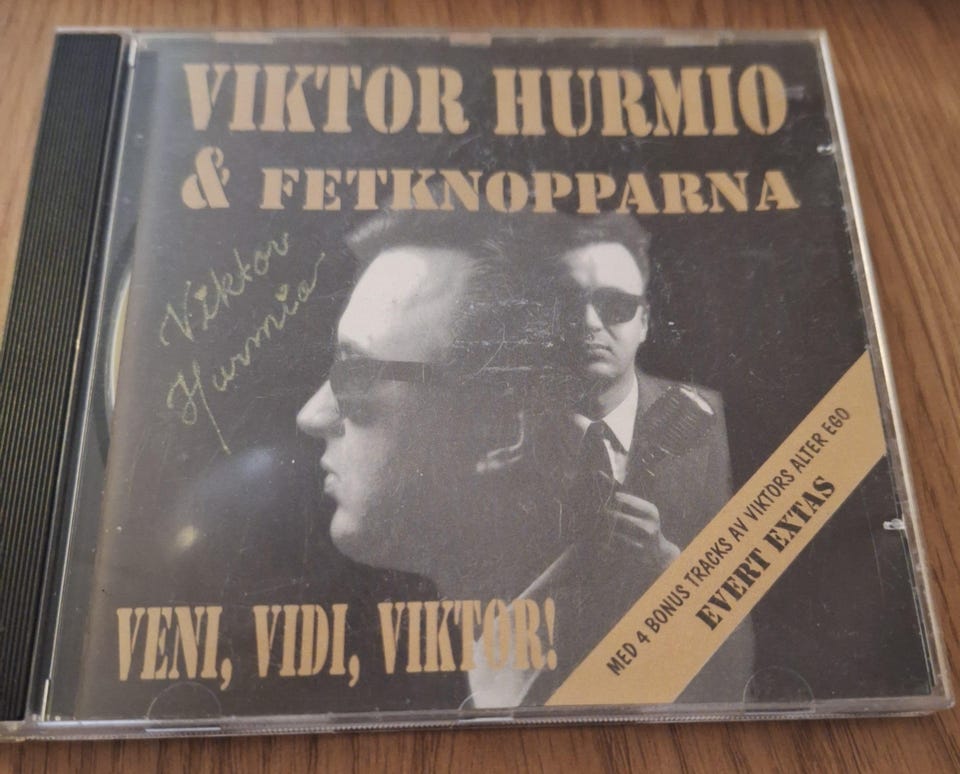 VIKTOR HURMIO
& FETKNOPPARNA
Viktor
Hurmio
MED 4 BONUS TRACKS AV VIKTORS ALTER EGO
EVERT EXTAS
VENI, VIDI, VIKTOR!